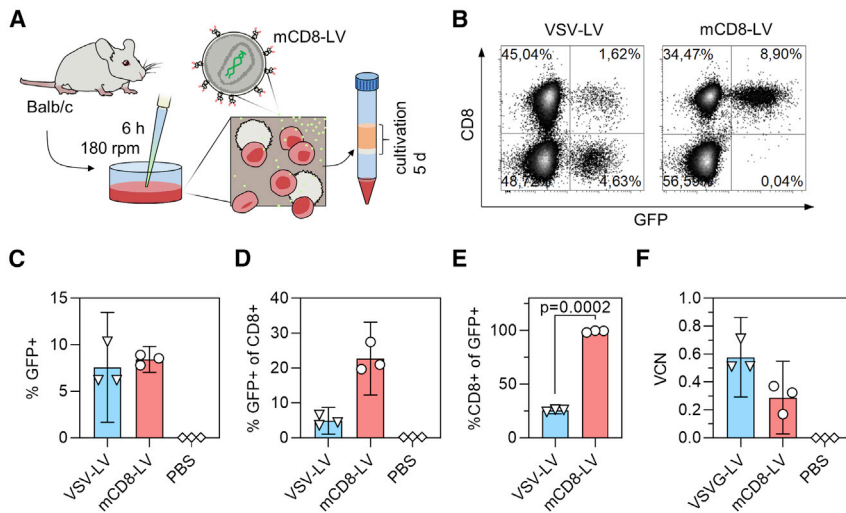 A
Balb/c
6 h
180 rpm
mCD8-LV
cultivation
5 d
B
VSV-LV
mCD8-LV
45,04%
1,62%
34,47%
8,90%
CD8
48,72%
4,63%
56,59%
0,04%
GFP
C
% GFP+
15
10
5
0
VSV-LV
mCD8-LV
PBS
D
% GFP+ of CD8+
40
30
20
10
0
VSV-LV
mCD8-LV
PBS
E
%CD8+ of GFP+
p=0.0002
100
50
0
VSV-LV
mCD8-LV
F
VCN
1.0
0.8
0.6
0.4
0.2
0.0
VSVG-LV
mCD8-LV
PBS